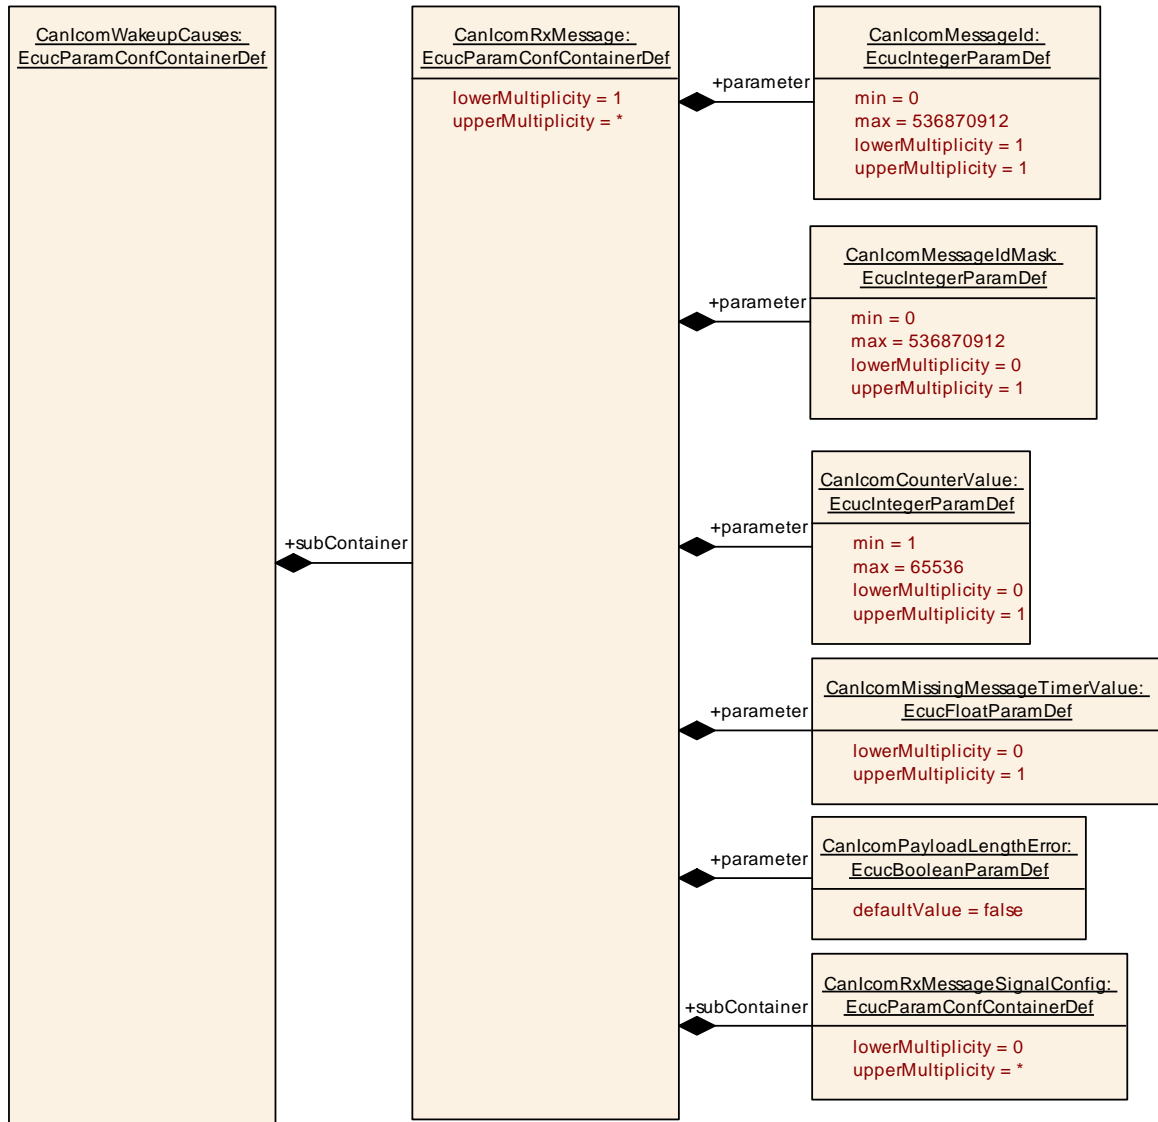 CanIcomWakeupCauses:
EcucParamConfContainerDef
CanIcomRxMessage:
EcucParamConfContainerDef
lowerMultiplicity = 1
upperMultiplicity = *
+parameter
CanIcomMessageId:
EcucIntegerParamDef
min = 0
max = 536870912
lowerMultiplicity = 1
upperMultiplicity = 1
+parameter
CanIcomMessageIdMask:
EcucIntegerParamDef
min = 0
max = 536870912
lowerMultiplicity = 0
upperMultiplicity = 1
+subContainer
+parameter
CanIcomCounterValue:
EcucIntegerParamDef
min = 1
max = 65536
lowerMultiplicity = 0
upperMultiplicity = 1
+parameter
CanIcomMissingMessageTimerValue:
EcucFloatParamDef
lowerMultiplicity = 0
upperMultiplicity = 1
+parameter
CanIcomPayloadLengthError:
EcucBooleanParamDef
defaultValue = false
+subContainer
CanIcomRxMessageSignalConfig:
EcucParamConfContainerDef
lowerMultiplicity = 0
upperMultiplicity = *